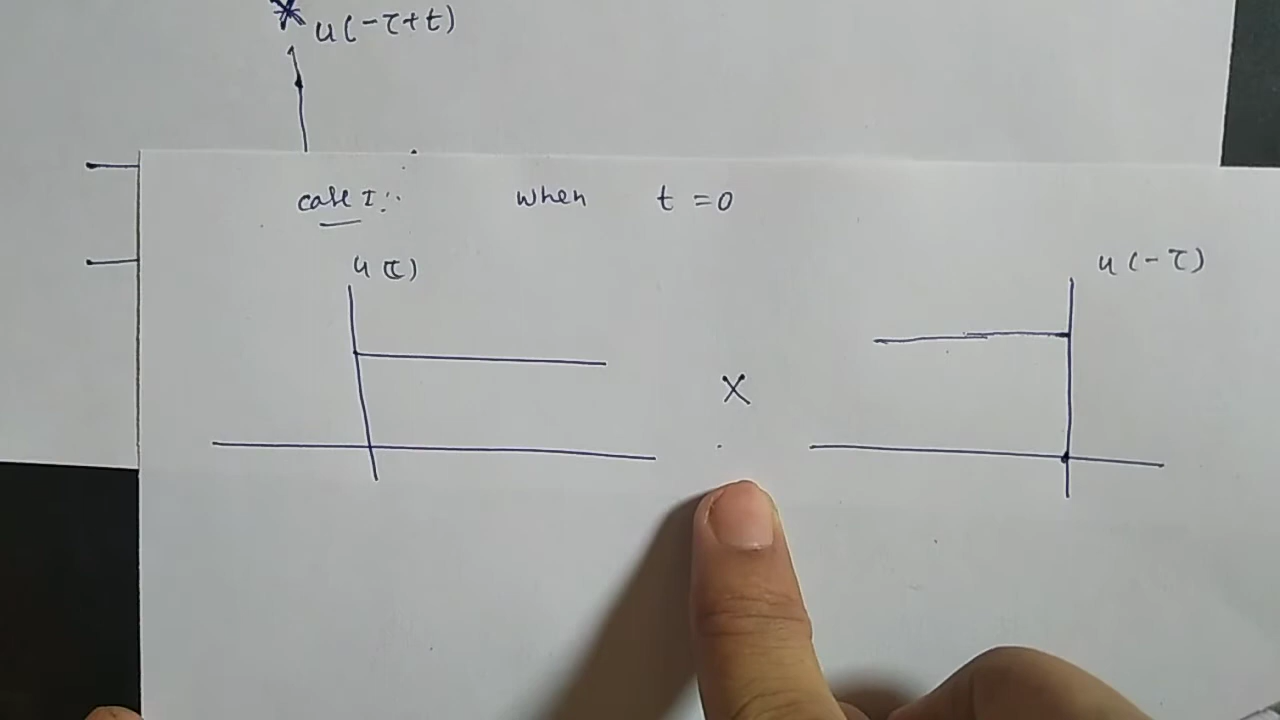 u(-τ+t)
case I:. when t = 0
u(τ) u(-τ)
X